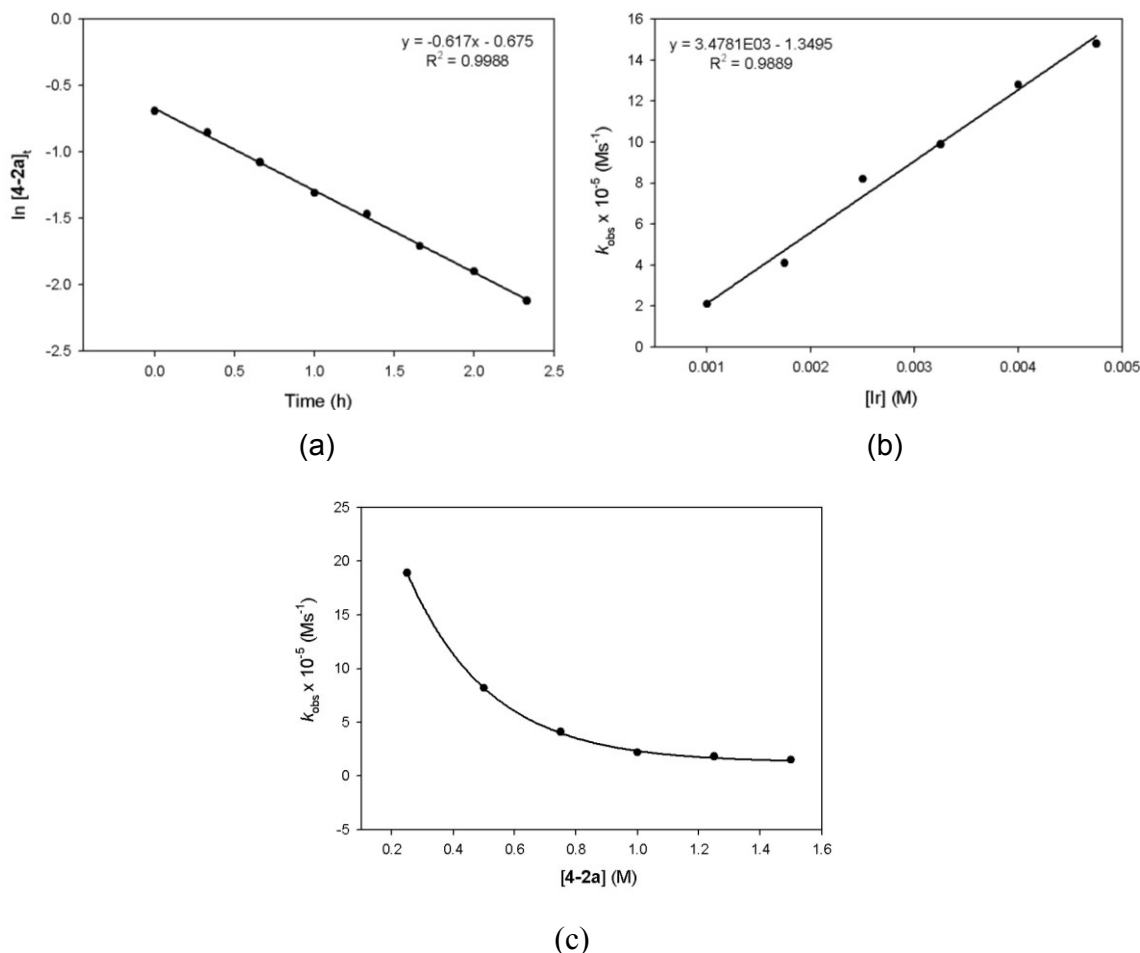 0.0
y = -0.617x - 0.675
R² = 0.9988
-0.5
-1.0
-1.5
-2.0
-2.5
ln [4-2a]t
0.0 0.5 1.0 1.5 2.0 2.5
Time (h)
(a)
16
y = 3.4781E03 - 1.3495
R² = 0.9889
14
12
10
8
6
4
2
0
kobs x 10⁻⁵ (Ms⁻¹)
0.001 0.002 0.003 0.004 0.005
[Ir] (M)
(b)
25
20
15
10
5
0
-5
kobs x 10⁻⁵ (Ms⁻¹)
0.2 0.4 0.6 0.8 1.0 1.2 1.4 1.6
[4-2a] (M)
(c)